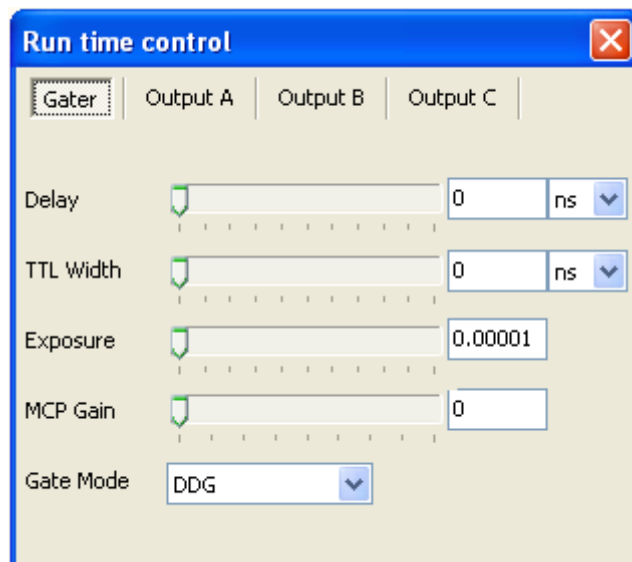 Run time control
Gater Output A Output B Output C
Delay 0 ns
TTL Width 0 ns
Exposure 0.00001
MCP Gain 0
Gate Mode DDG